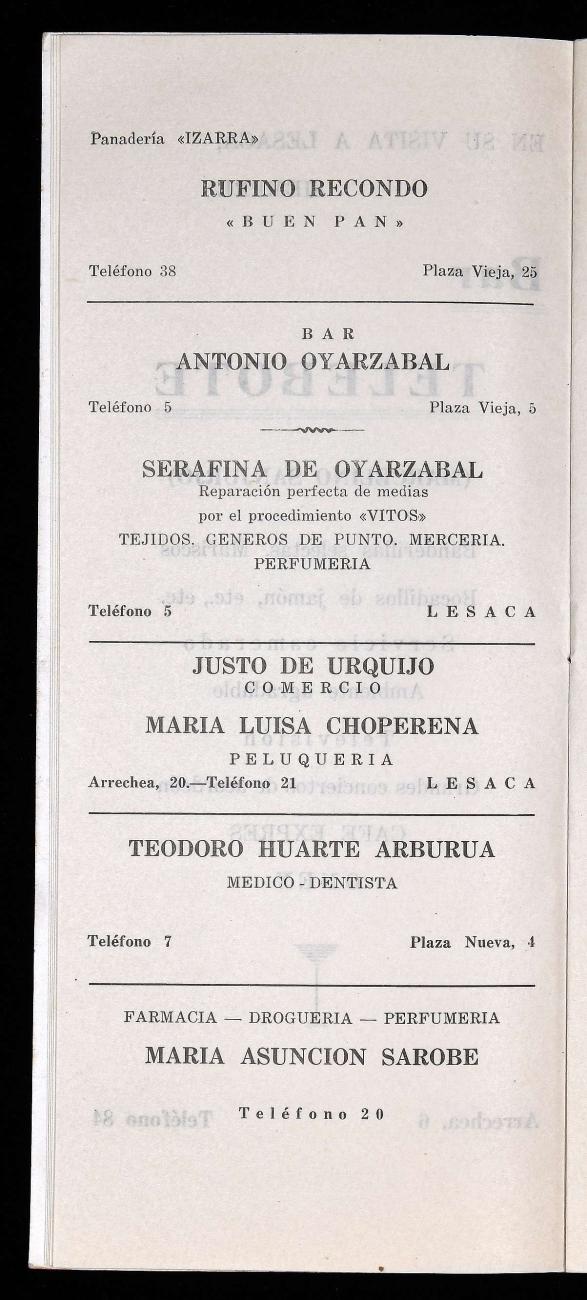 Panadería «IZARRA»
RUFINO RECONDO
«BUEN PAN»
Teléfono 38 Plaza Vieja, 25
BAR
ANTONIO OYARZABAL
Teléfono 5 Plaza Vieja, 5
SERAFINA DE OYARZABAL
Reparación perfecta de medias
por el procedimiento «VITOS»
TEJIDOS. GENEROS DE PUNTO. MERCERIA.
PERFUMERIA
Teléfono 5 LESACA
JUSTO DE URQUIJO
COMERCIO
MARIA LUISA CHOPERENA
PELUQUERIA
Arrechea, 20.—Teléfono 21 LESACA
TEODORO HUARTE ARBURUA
MEDICO-DENTISTA
Teléfono 7 Plaza Nueva, 4
FARMACIA — DROGUERIA — PERFUMERIA
MARIA ASUNCION SAROBE
Teléfono 20